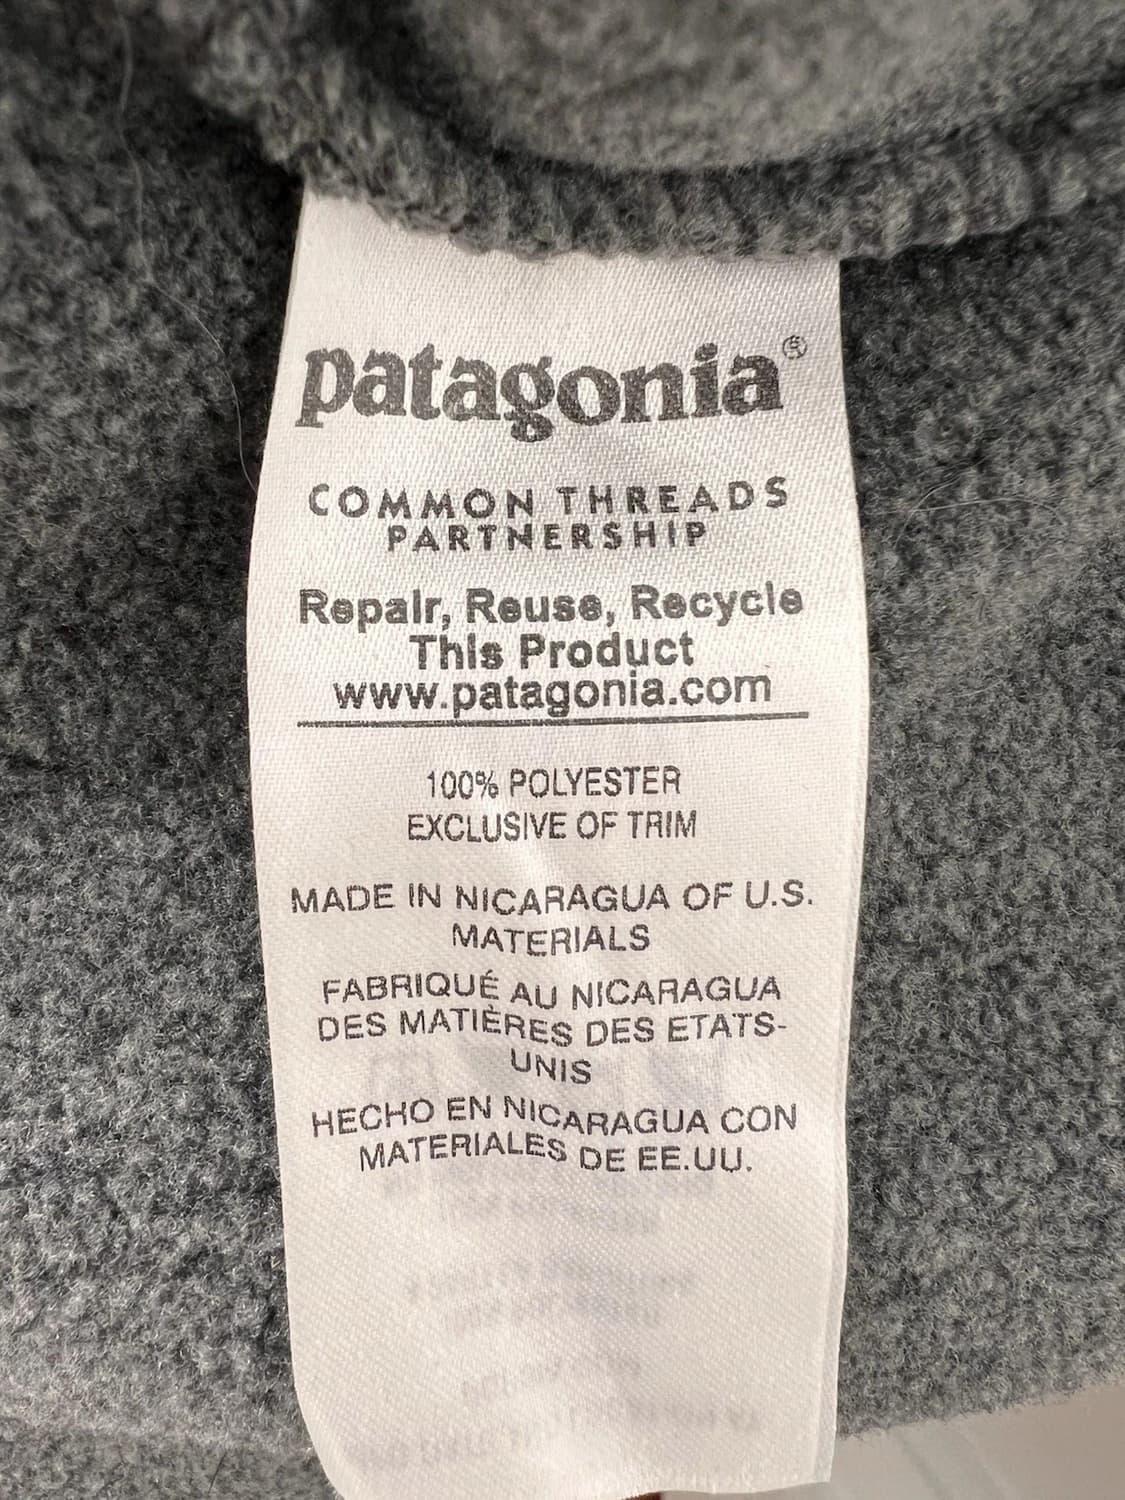 patagonia®
COMMON THREADS
PARTNERSHIP
Repair, Reuse, Recycle
This Product
www.patagonia.com
100% POLYESTER
EXCLUSIVE OF TRIM
MADE IN NICARAGUA OF U.S.
MATERIALS
FABRIQUÉ AU NICARAGUA
DES MATIÈRES DES ETATS-
UNIS
HECHO EN NICARAGUA CON
MATERIALES DE EE.UU.